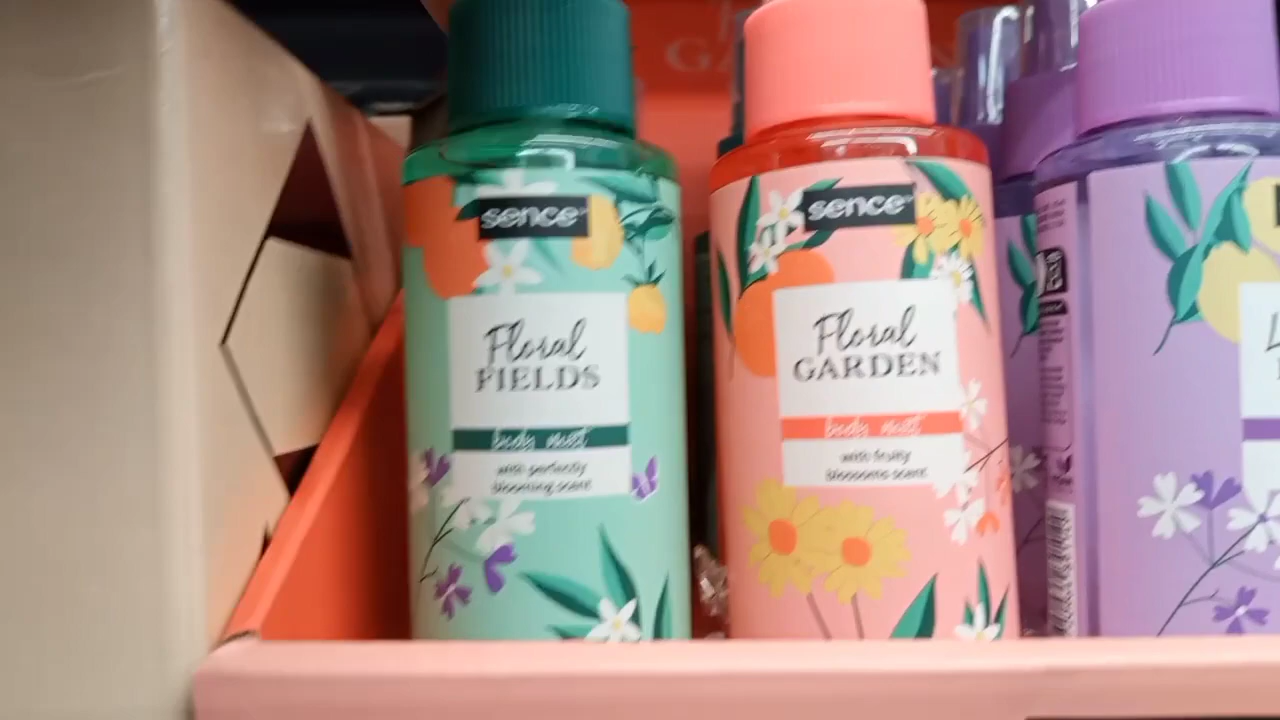 sence
Floral
FIELDS
body mist
with perfectly
blooming scent
sence
Floral
GARDEN
body mist
with fruity
blossoms scent